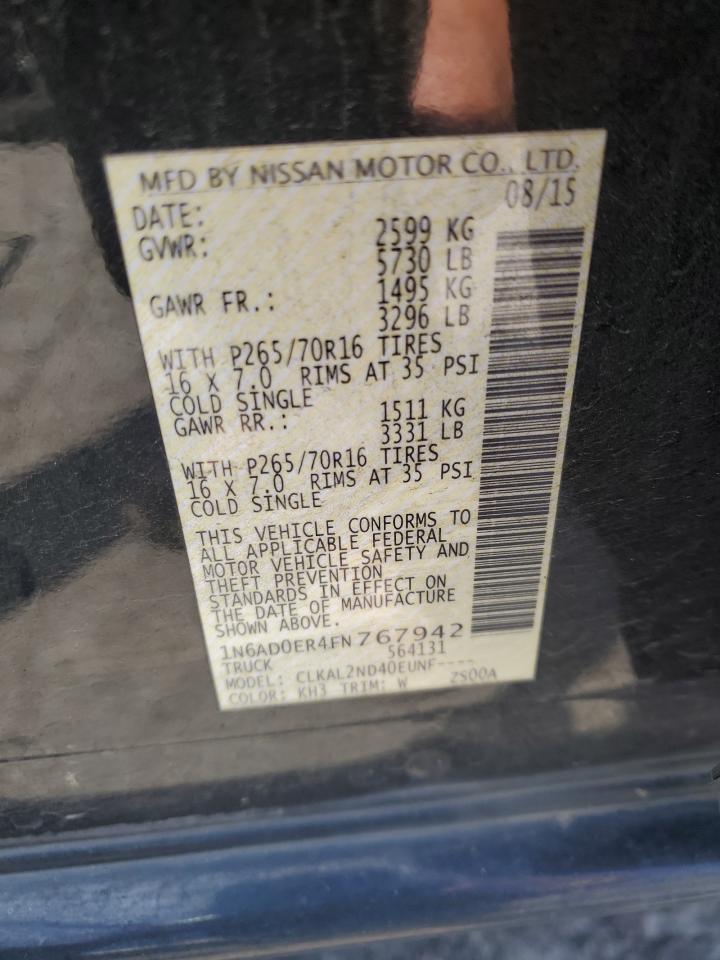 MFD BY NISSAN MOTOR CO., LTD.
DATE: 08/15
GVWR: 2599 KG
5730 LB
GAWR FR.: 1495 KG
3296 LB
WITH P265/70R16 TIRES
16 X 7.0 RIMS AT 35 PSI
COLD SINGLE
GAWR RR.: 1511 KG
3331 LB
WITH P265/70R16 TIRES
16 X 7.0 RIMS AT 35 PSI
COLD SINGLE
THIS VEHICLE CONFORMS TO
ALL APPLICABLE FEDERAL
MOTOR VEHICLE SAFETY AND
THEFT PREVENTION
STANDARDS IN EFFECT ON
THE DATE OF MANUFACTURE
SHOWN ABOVE.
1N6AD0ER4FN767942
TRUCK 564131
MODEL: CLKAL2ND40EUNF----
COLOR: KH3 TRIM: W ZS00A